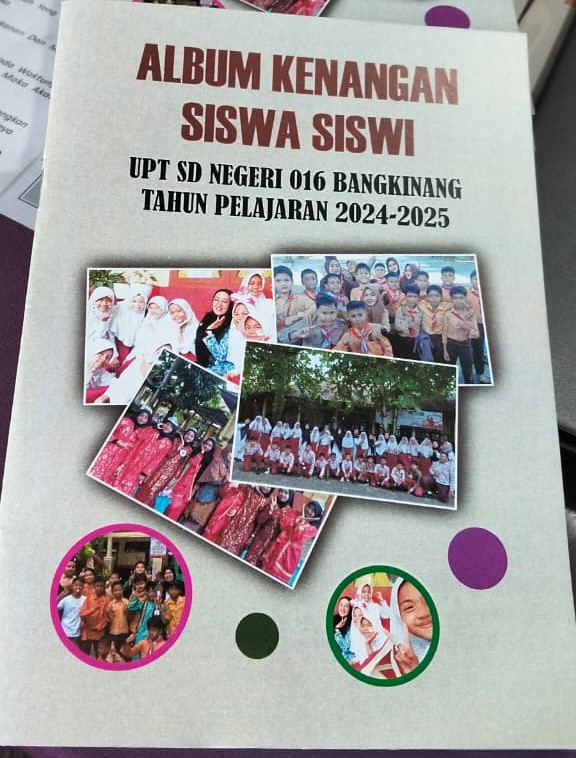 ALBUM KENANGAN
SISWA SISWI
UPT SD NEGERI 016 BANGKINANG
TAHUN PELAJARAN 2024-2025